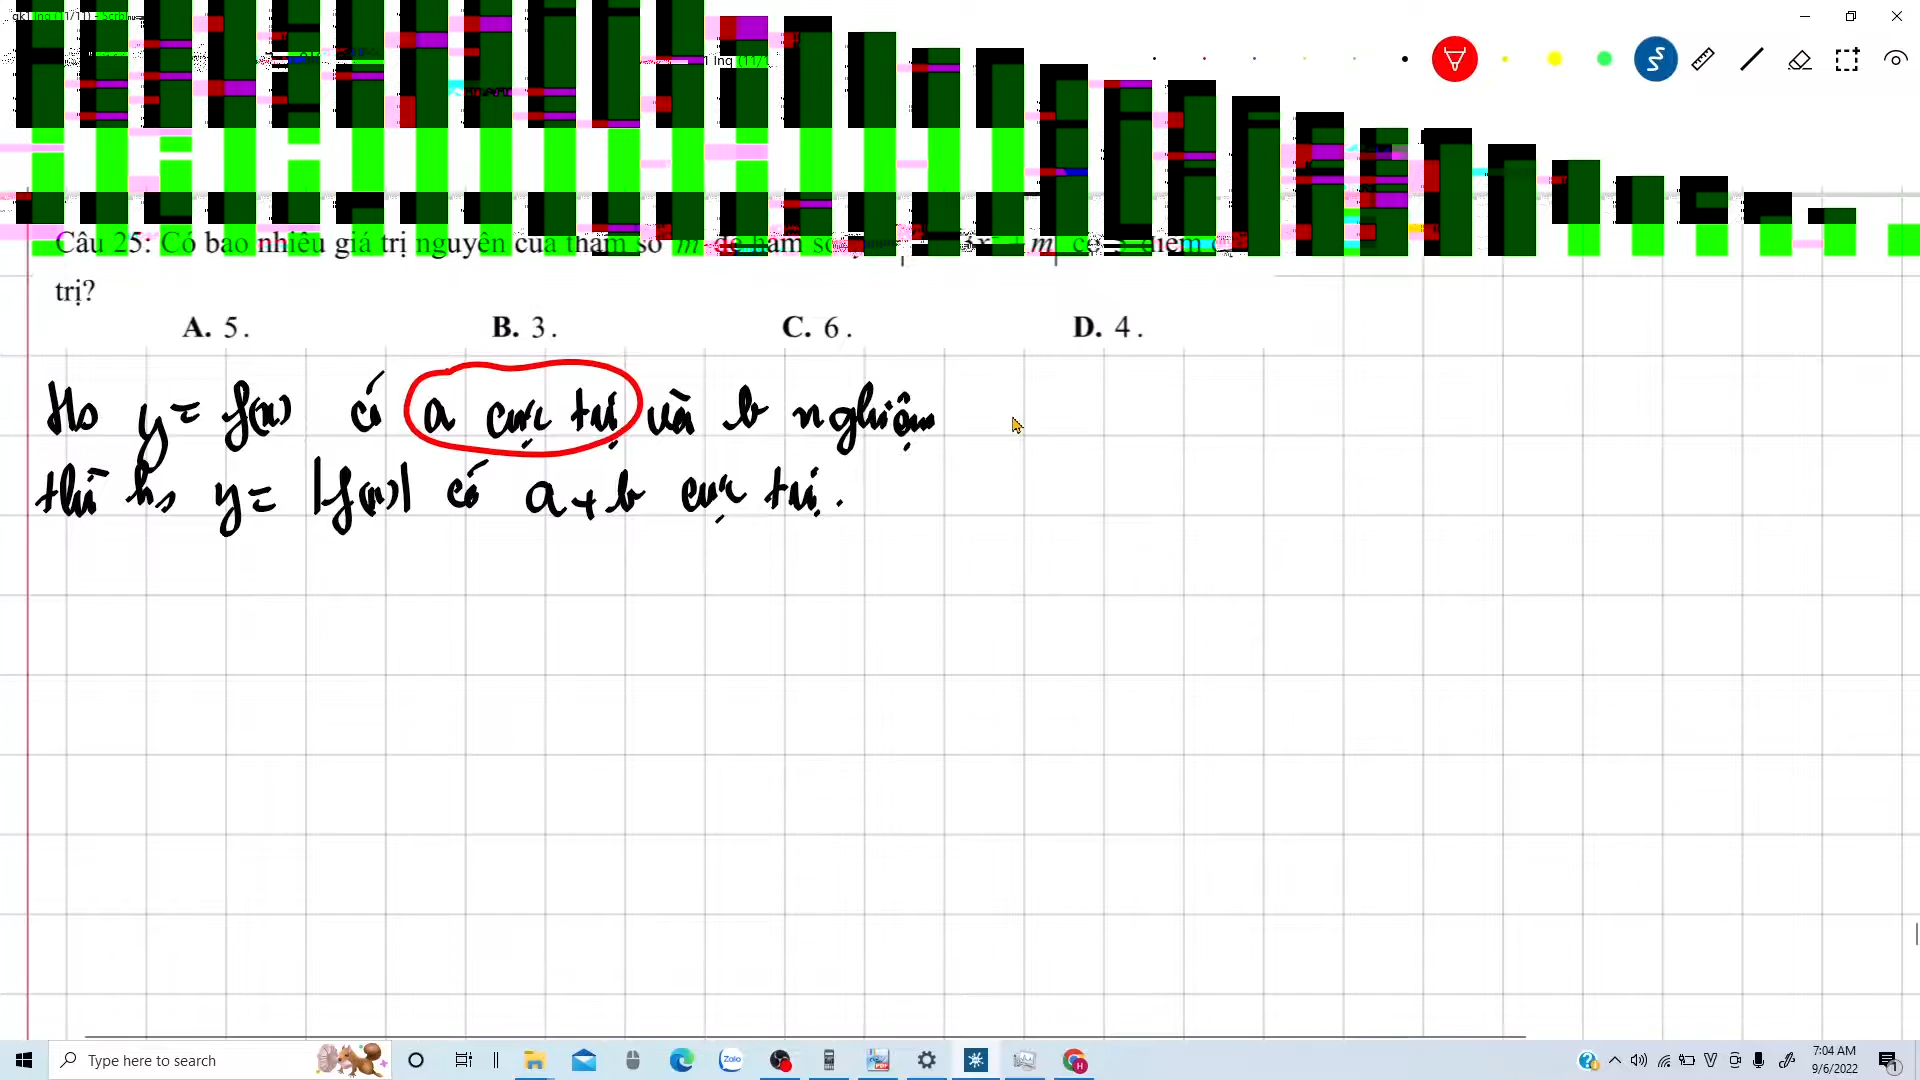 Câu 25: Có bao nhiêu giá trị nguyên của tham số m để hàm số
trị?
A. 5. B. 3. C. 6. D. 4.
Hs y = f(x) có a cực trị và b nghiệm
thì hs y = |f(x)| có a + b cực trị.
Type here to search
Zalo
7:04 AM
9/6/2022